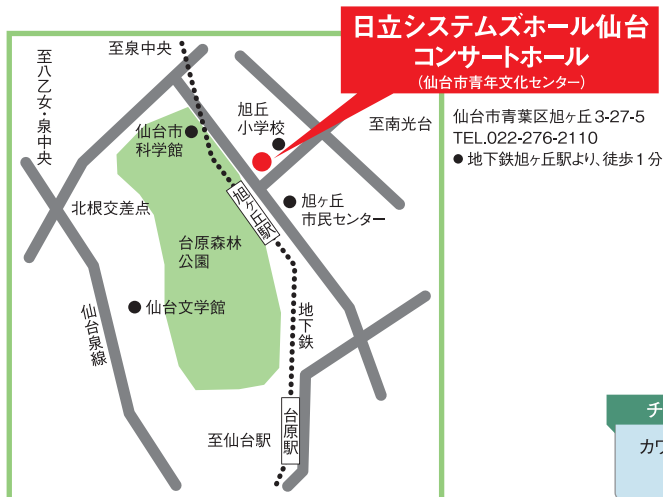 日立システムズホール仙台
コンサートホール
(仙台市青年文化センター)
仙台市青葉区旭ヶ丘3-27-5
TEL.022-276-2110
● 地下鉄旭ヶ丘駅より、徒歩1分
至泉中央
至八乙女・泉中央
旭丘
小学校
至南光台
仙台市
科学館
北根交差点
旭ヶ丘駅
旭ヶ丘
市民センター
台原森林
公園
仙台文学館
仙台泉線
地下鉄
台原駅
至仙台駅
チ
カワ